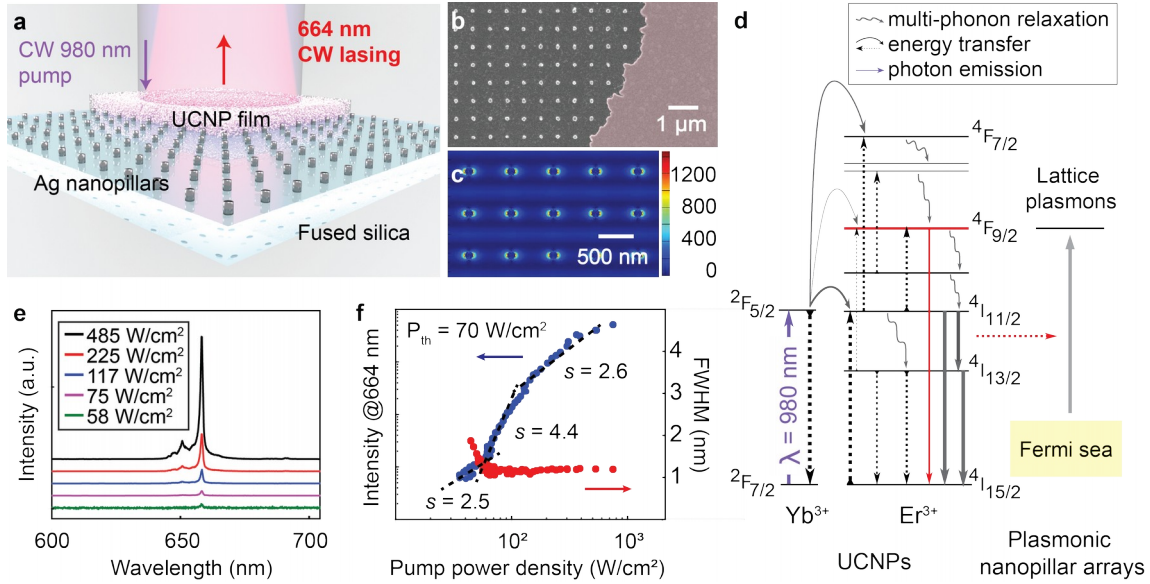 a
CW 980 nm
pump
664 nm
CW lasing
UCNP film
Ag nanopillars
Fused silica
b
1 µm
c
500 nm
1200
800
400
0
d
multi-phonon relaxation
energy transfer
photon emission
⁴F₇/₂
⁴F₉/₂
⁴I₁₁/₂
⁴I₁₃/₂
⁴I₁₅/₂
²F₅/₂
²F₇/₂
λ = 980 nm
Yb³⁺
Er³⁺
UCNPs
Lattice
plasmons
Fermi sea
Plasmonic
nanopillar arrays
e
485 W/cm²
225 W/cm²
117 W/cm²
75 W/cm²
58 W/cm²
Intensity (a.u.)
600
650
700
Wavelength (nm)
f
Pₜₕ = 70 W/cm²
s = 2.6
s = 4.4
s = 2.5
Intensity @664 nm
4
3
2
1
FWHM (nm)
10²
10³
Pump power density (W/cm²)